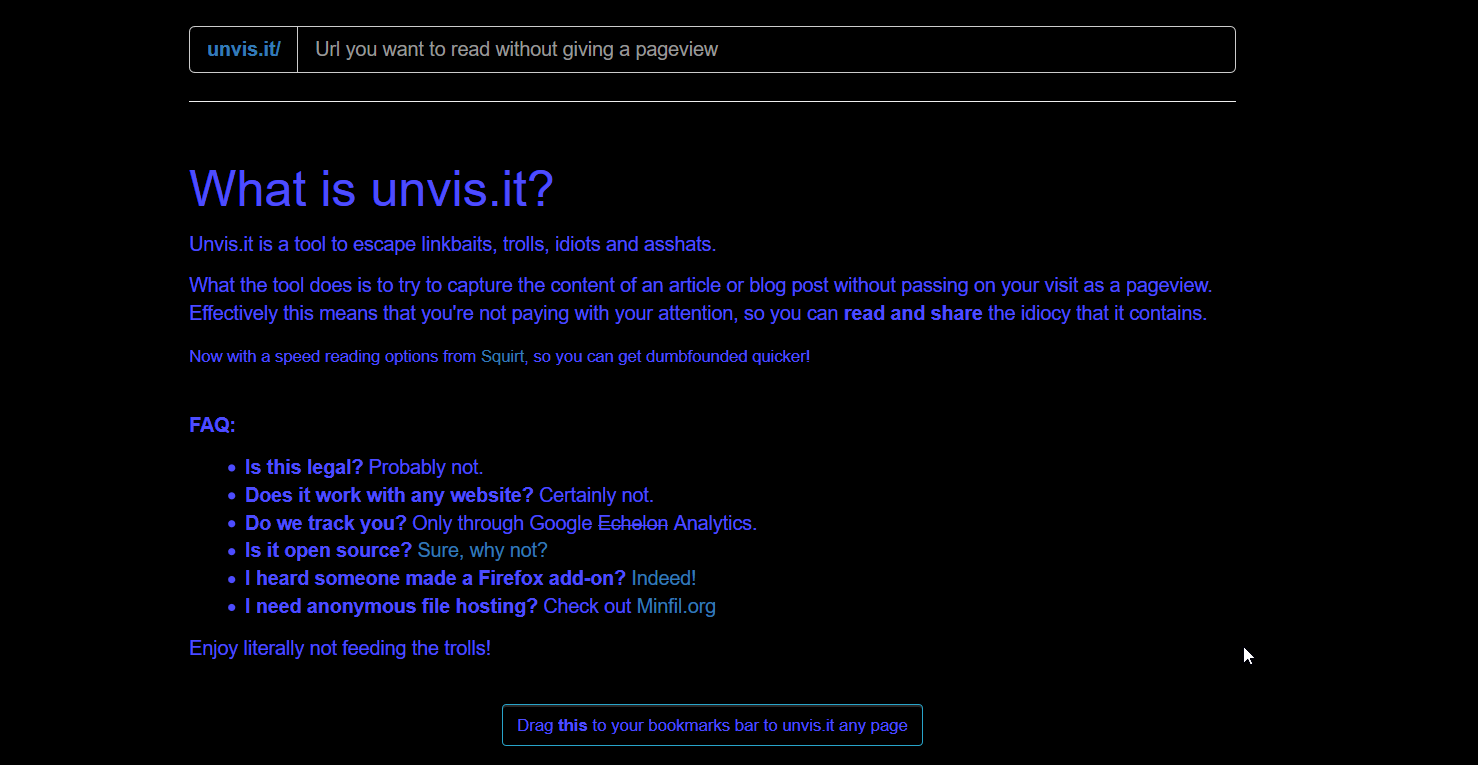 unvis.it/ Url you want to read without giving a pageview
What is unvis.it?
Unvis.it is a tool to escape linkbaits, trolls, idiots and asshats.
What the tool does is to try to capture the content of an article or blog post without passing on your visit as a pageview.
Effectively this means that you're not paying with your attention, so you can read and share the idiocy that it contains.
Now with a speed reading options from Squirt, so you can get dumbfounded quicker!
FAQ:
Is this legal? Probably not.
Does it work with any website? Certainly not.
Do we track you? Only through Google Echelon Analytics.
Is it open source? Sure, why not?
I heard someone made a Firefox add-on? Indeed!
I need anonymous file hosting? Check out Minfil.org
Enjoy literally not feeding the trolls!
Drag this to your bookmarks bar to unvis.it any page